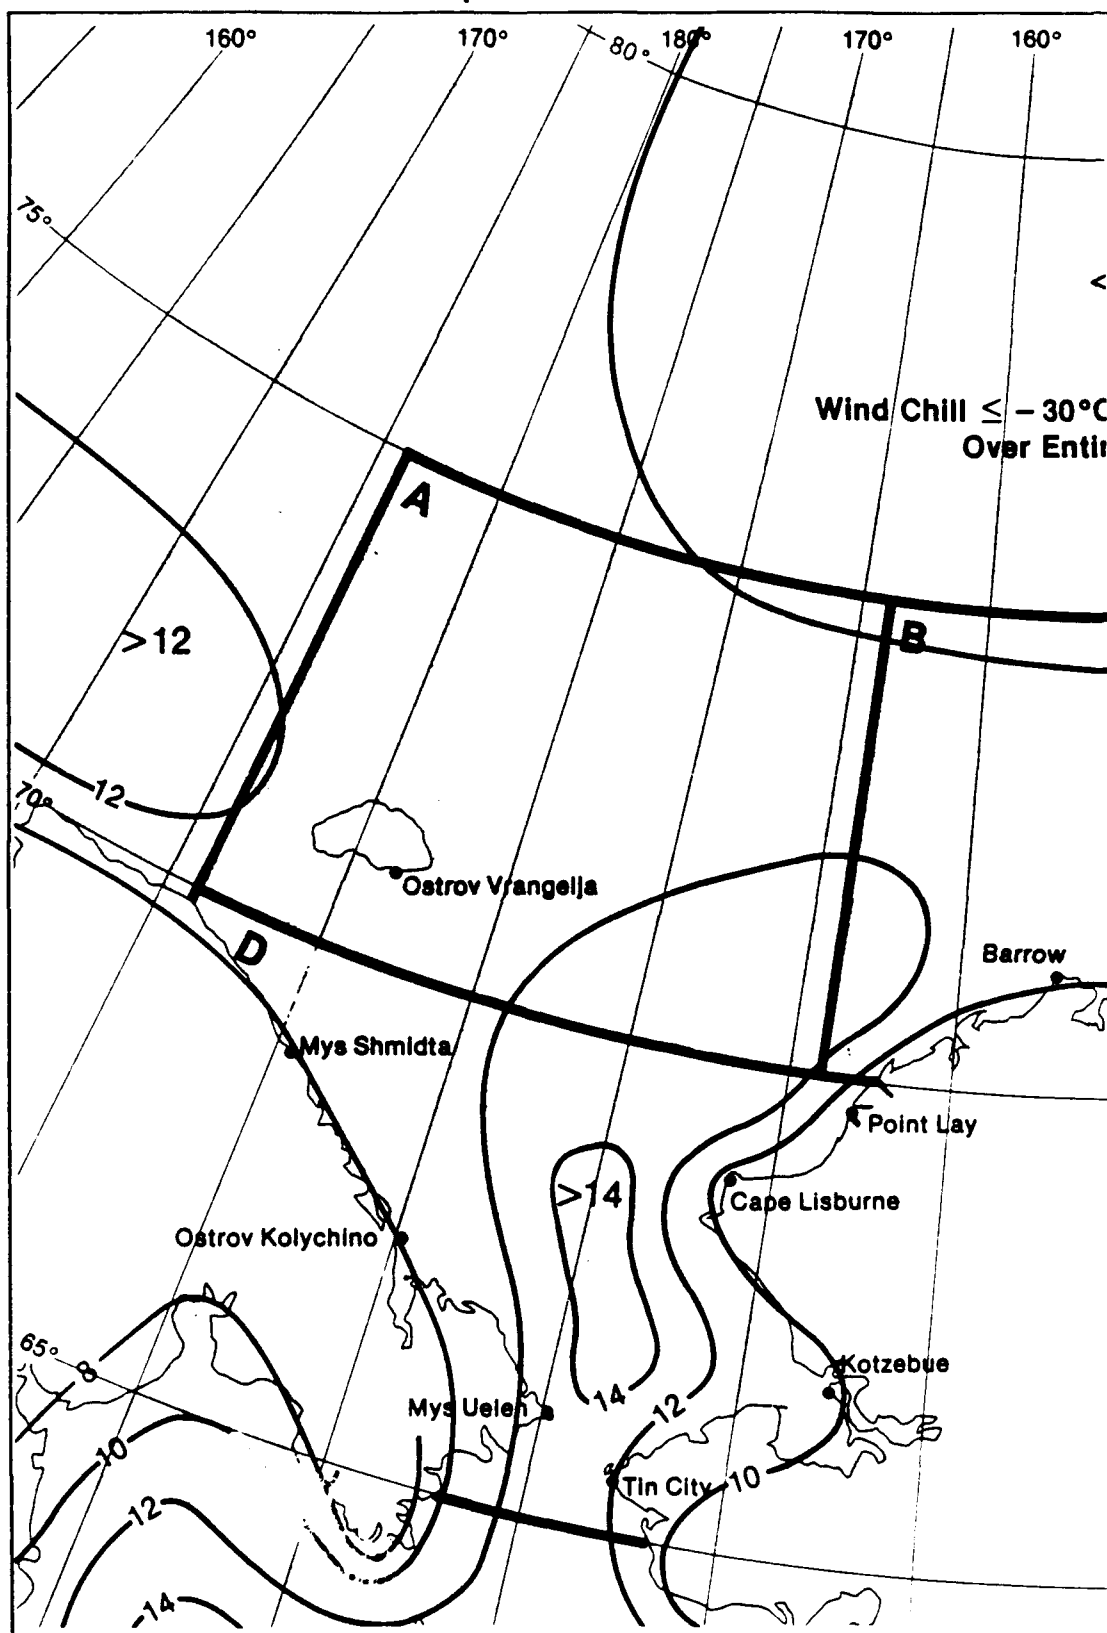 160°
170°
80°
180°
170°
160°
75°
<
Wind Chill ≤ – 30°C
Over Entir
A
B
>12
12
70°
Ostrov Vrangelja
D
Barrow
Mys Shmidta
Point Lay
>14
Cape Lisburne
Ostrov Kolychino
65°
8
Kotzebue
Mys Uelen
14
12
10
Tin City
10
12
14